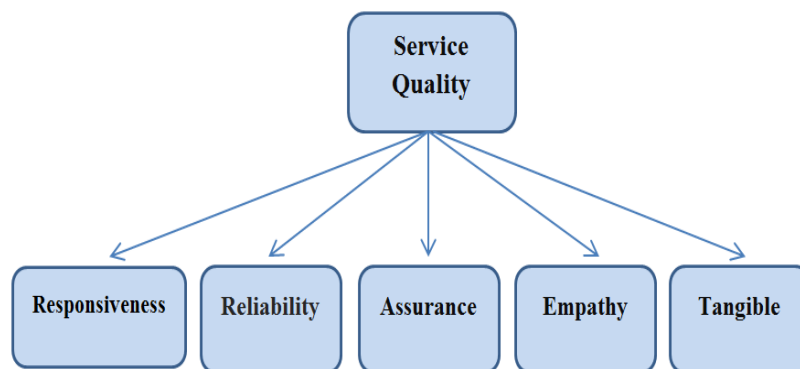 Service
Quality
Responsiveness
Reliability
Assurance
Empathy
Tangible